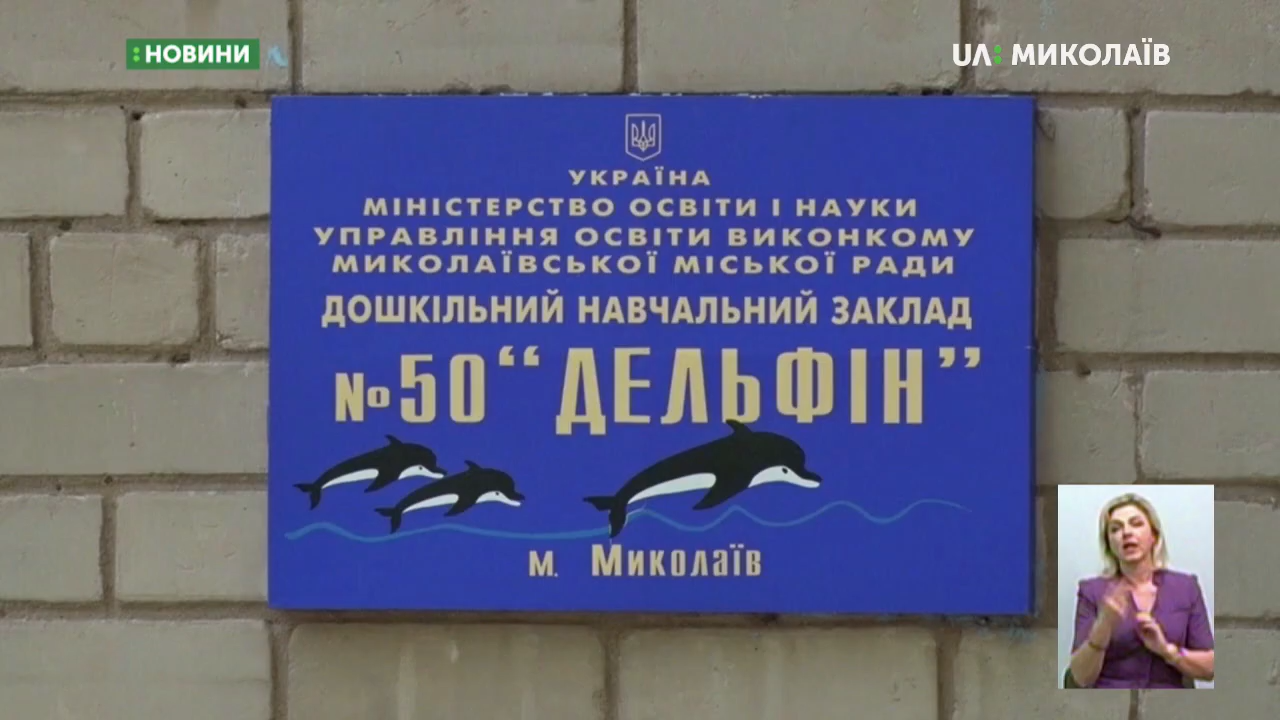 :НОВИНИ
UA: МИКОЛАЇВ
УКРАЇНА
МІНІСТЕРСТВО ОСВІТИ І НАУКИ
УПРАВЛІННЯ ОСВІТИ ВИКОНКОМУ
МИКОЛАЇВСЬКОЇ МІСЬКОЇ РАДИ
ДОШКІЛЬНИЙ НАВЧАЛЬНИЙ ЗАКЛАД
№50 “ДЕЛЬФІН”
м. Миколаїв